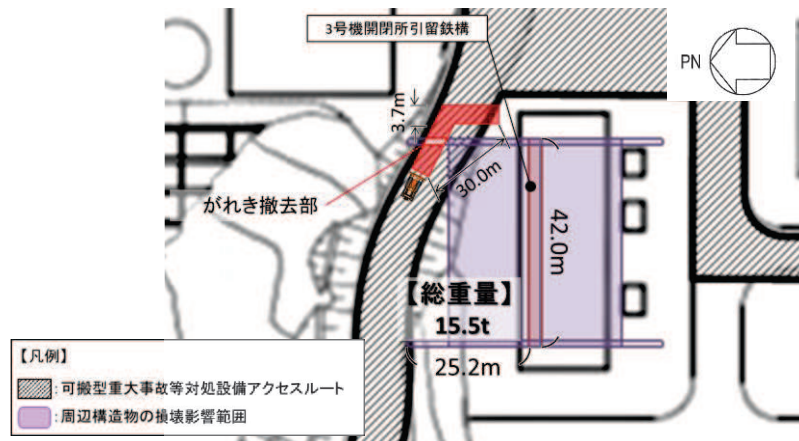 3号機開閉所引留鉄構
PN
3.7m
30.0m
がれき撤去部
42.0m
【総重量】
15.5t
25.2m
【凡例】
:可搬型重大事故等対処設備アクセスルート
:周辺構造物の損壊影響範囲